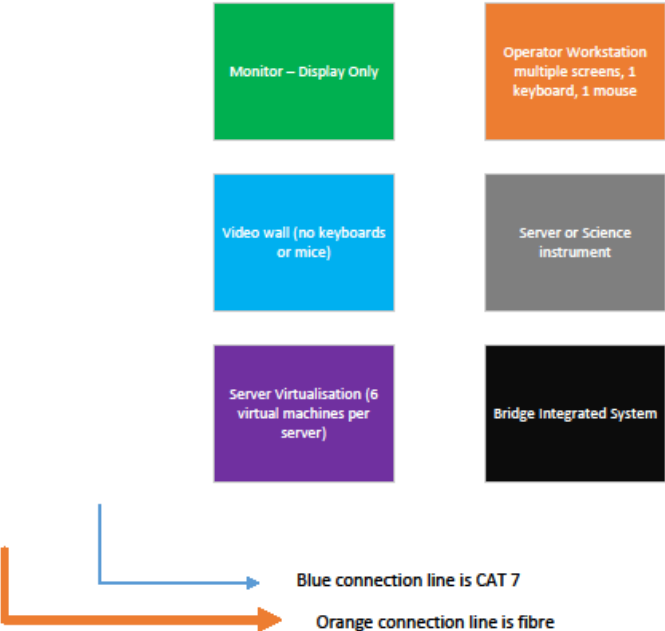 Monitor – Display Only
Operator Workstation
multiple screens, 1
keyboard, 1 mouse
Video wall (no keyboards
or mice)
Server or Science
instrument
Server Virtualisation (6
virtual machines per
server)
Bridge Integrated System
Blue connection line is CAT 7
Orange connection line is fibre